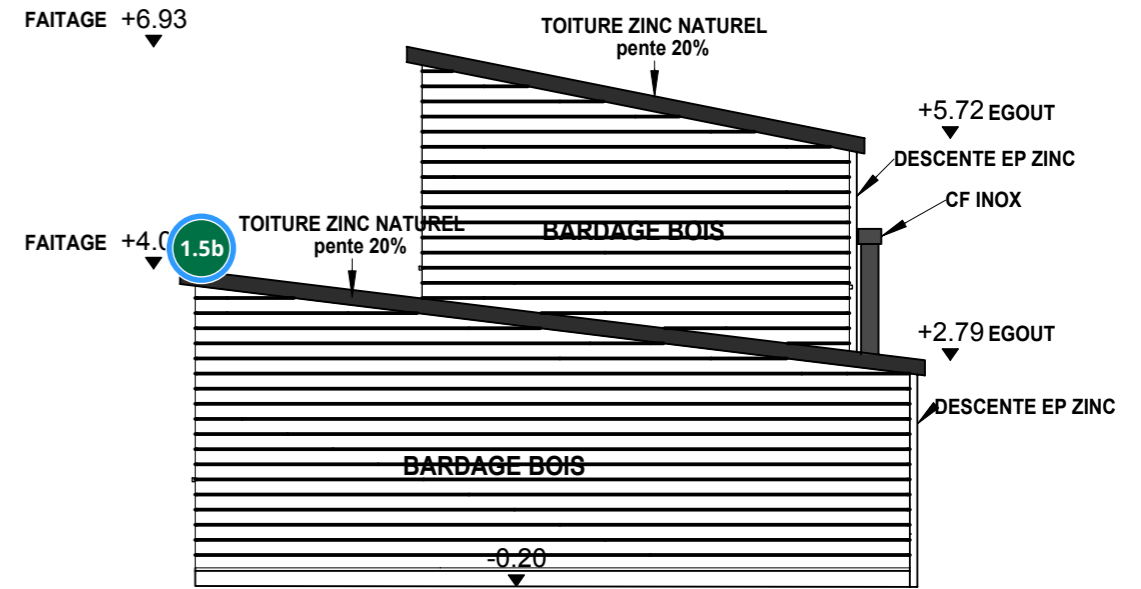 FAITAGE +6.93
TOITURE ZINC NATUREL
pente 20%
+5.72 EGOUT
DESCENTE EP ZINC
CF INOX
BARDAGE BOIS
FAITAGE
1.5b
TOITURE ZINC NATUREL
pente 20%
+2.79 EGOUT
DESCENTE EP ZINC
BARDAGE BOIS
-0.20